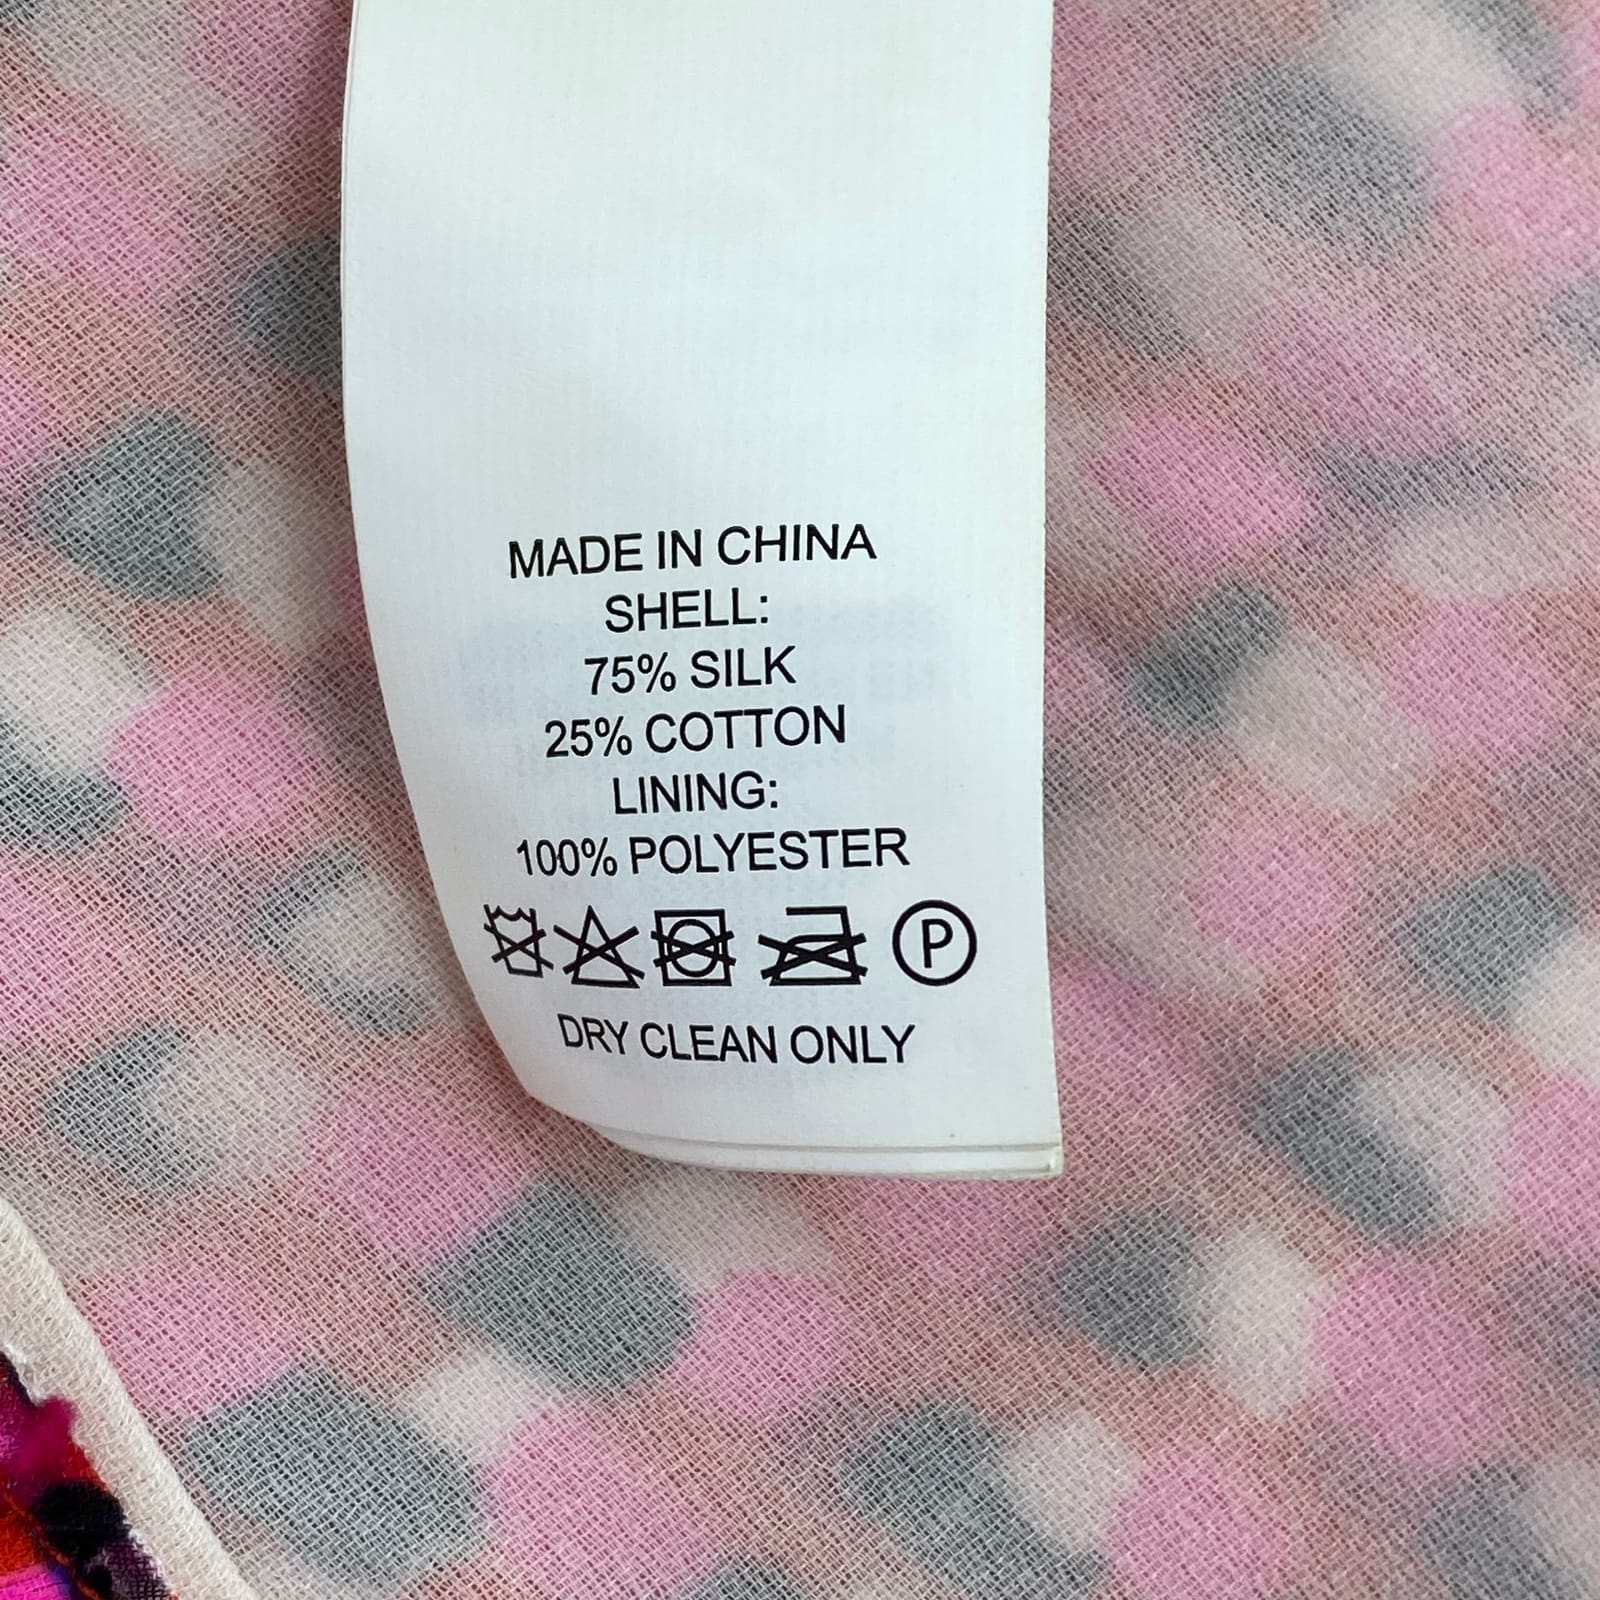 MADE IN CHINA
SHELL:
75% SILK
25% COTTON
LINING:
100% POLYESTER
P
DRY CLEAN ONLY